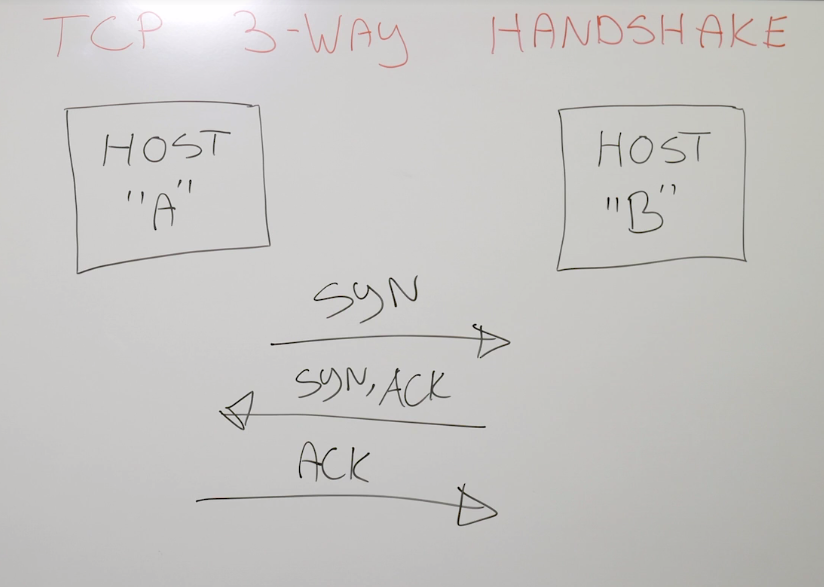 TCP 3-WAY HANDSHAKE
HOST
"A"
HOST
"B"
SYN
SYN, ACK
ACK